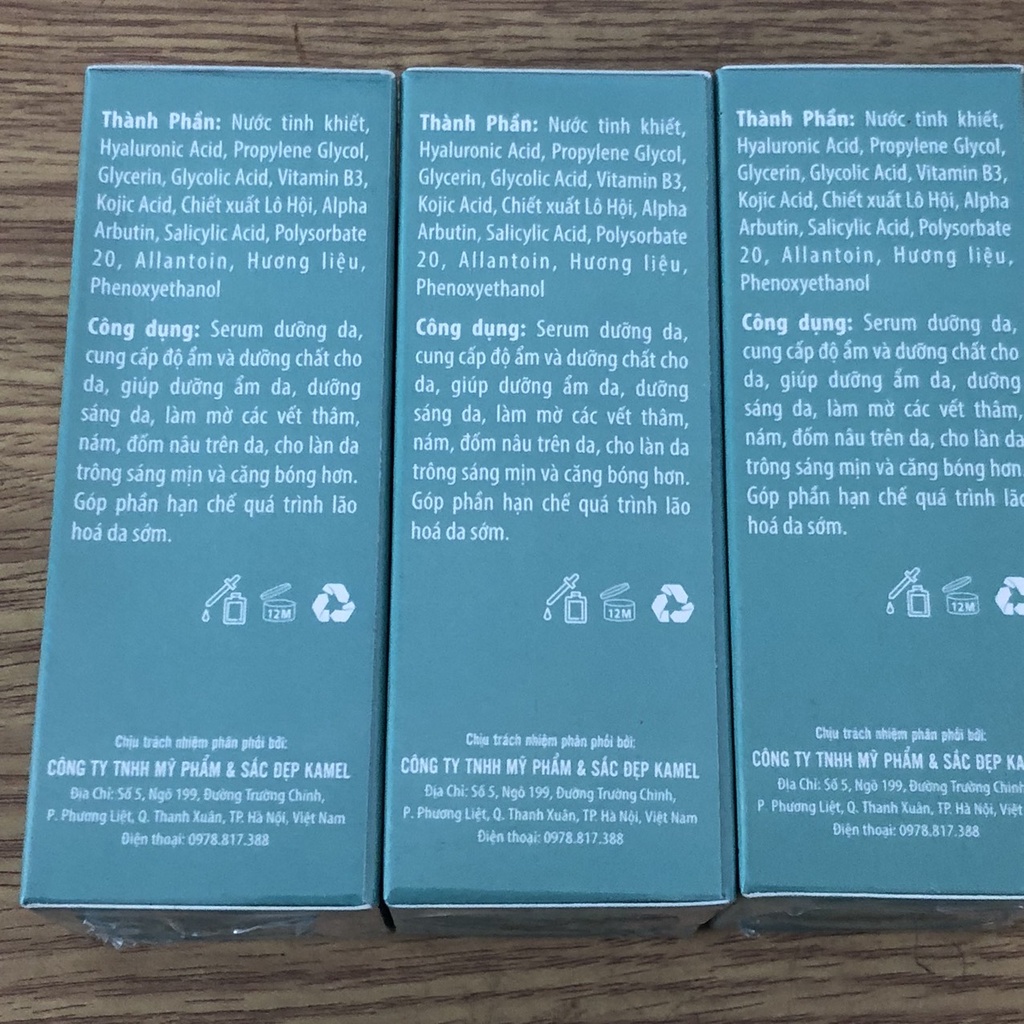 Thành Phần: Nước tinh khiết,
Hyaluronic Acid, Propylene Glycol,
Glycerin, Glycolic Acid, Vitamin B3,
Kojic Acid, Chiết xuất Lô Hội, Alpha
Arbutin, Salicylic Acid, Polysorbate
20, Allantoin, Hương liệu,
Phenoxyethanol
Công dụng: Serum dưỡng da,
cung cấp độ ẩm và dưỡng chất cho
da, giúp dưỡng ẩm da, dưỡng
sáng da, làm mờ các vết thâm,
nám, đốm nâu trên da, cho làn da
trông sáng mịn và căng bóng hơn.
Góp phần hạn chế quá trình lão
hoá da sớm.
12M
Chịu trách nhiệm phân phối bởi:
CÔNG TY TNHH MỸ PHẨM & SẮC ĐẸP KAMEL
Địa Chỉ: Số 5, Ngõ 199, Đường Trường Chinh,
P. Phương Liệt, Q. Thanh Xuân, TP. Hà Nội, Việt Nam
Điện thoại: 0978.817.388
Thành Phần: Nước tinh khiết,
Hyaluronic Acid, Propylene Glycol,
Glycerin, Glycolic Acid, Vitamin B3,
Kojic Acid, Chiết xuất Lô Hội, Alpha
Arbutin, Salicylic Acid, Polysorbate
20, Allantoin, Hương liệu,
Phenoxyethanol
Công dụng: Serum dưỡng da,
cung cấp độ ẩm và dưỡng chất cho
da, giúp dưỡng ẩm da, dưỡng
sáng da, làm mờ các vết thâm,
nám, đốm nâu trên da, cho làn da
trông sáng mịn và căng bóng hơn.
Góp phần hạn chế quá trình lão
hoá da sớm.
12M
Chịu trách nhiệm phân phối bởi:
CÔNG TY TNHH MỸ PHẨM & SẮC ĐẸP KAMEL
Địa Chỉ: Số 5, Ngõ 199, Đường Trường Chinh,
P. Phương Liệt, Q. Thanh Xuân, TP. Hà Nội, Việt Nam
Điện thoại: 0978.817.388
Thành Phần: Nước tinh khiết,
Hyaluronic Acid, Propylene Glycol,
Glycerin, Glycolic Acid, Vitamin B3,
Kojic Acid, Chiết xuất Lô Hội, Alpha
Arbutin, Salicylic Acid, Polysorbate
20, Allantoin, Hương liệu,
Phenoxyethanol
Công dụng: Serum dưỡng da,
cung cấp độ ẩm và dưỡng chất cho
da, giúp dưỡng ẩm da, dưỡng
sáng da, làm mờ các vết thâm,
nám, đốm nâu trên da, cho làn da
trông sáng mịn và căng bóng hơn
Góp phần hạn chế quá trình
hoá da sớm.
12M
Chịu trách nhiệm phân phối bởi:
CÔNG TY TNHH MỸ PHẨM & SẮC ĐẸP
Địa Chỉ: Số 5, Ngõ 199, Đường Trường Chinh
P. Phương Liệt, Q. Thanh Xuân, TP. Hà Nội, Việt
Điện thoại: 0978.817.388